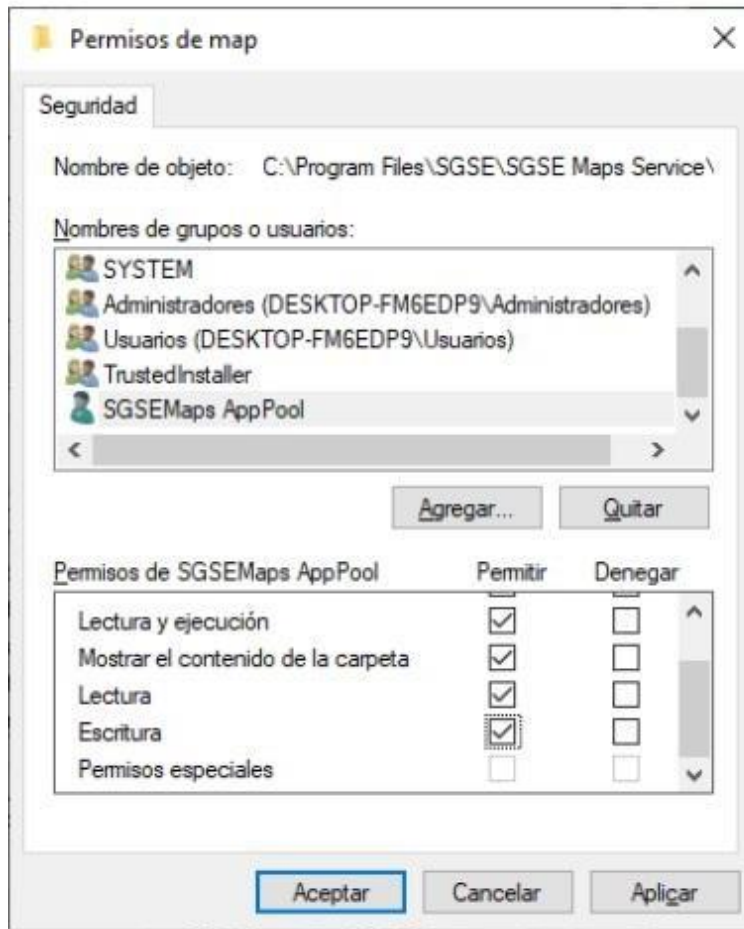 Permisos de map
Seguridad
Nombre de objeto: C:\Program Files\SGSE\SGSE Maps Service\
Nombres de grupos o usuarios:
SYSTEM
Administradores (DESKTOP-FM6EDP9\Administradores)
Usuarios (DESKTOP-FM6EDP9\Usuarios)
TrustedInstaller
SGSEMaps AppPool
Agregar... Quitar
Permisos de SGSEMaps AppPool Permitir Denegar
Lectura y ejecución
Mostrar el contenido de la carpeta
Lectura
Escritura
Permisos especiales
Aceptar Cancelar Aplicar